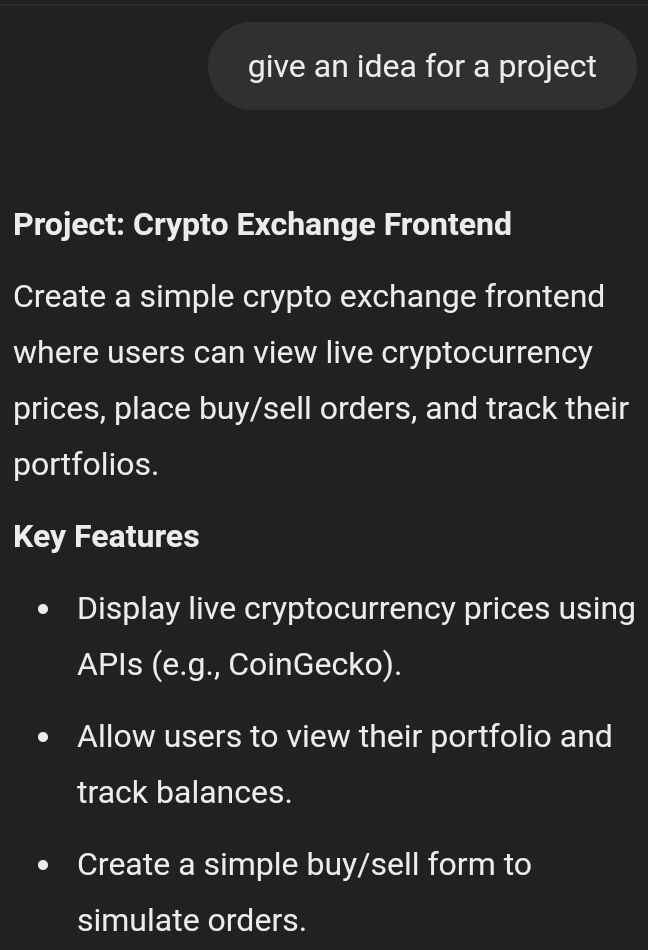 give an idea for a project
Project: Crypto Exchange Frontend
Create a simple crypto exchange frontend
where users can view live cryptocurrency
prices, place buy/sell orders, and track their
portfolios.
Key Features
• Display live cryptocurrency prices using
APIs (e.g., CoinGecko).
• Allow users to view their portfolio and
track balances.
• Create a simple buy/sell form to
simulate orders.